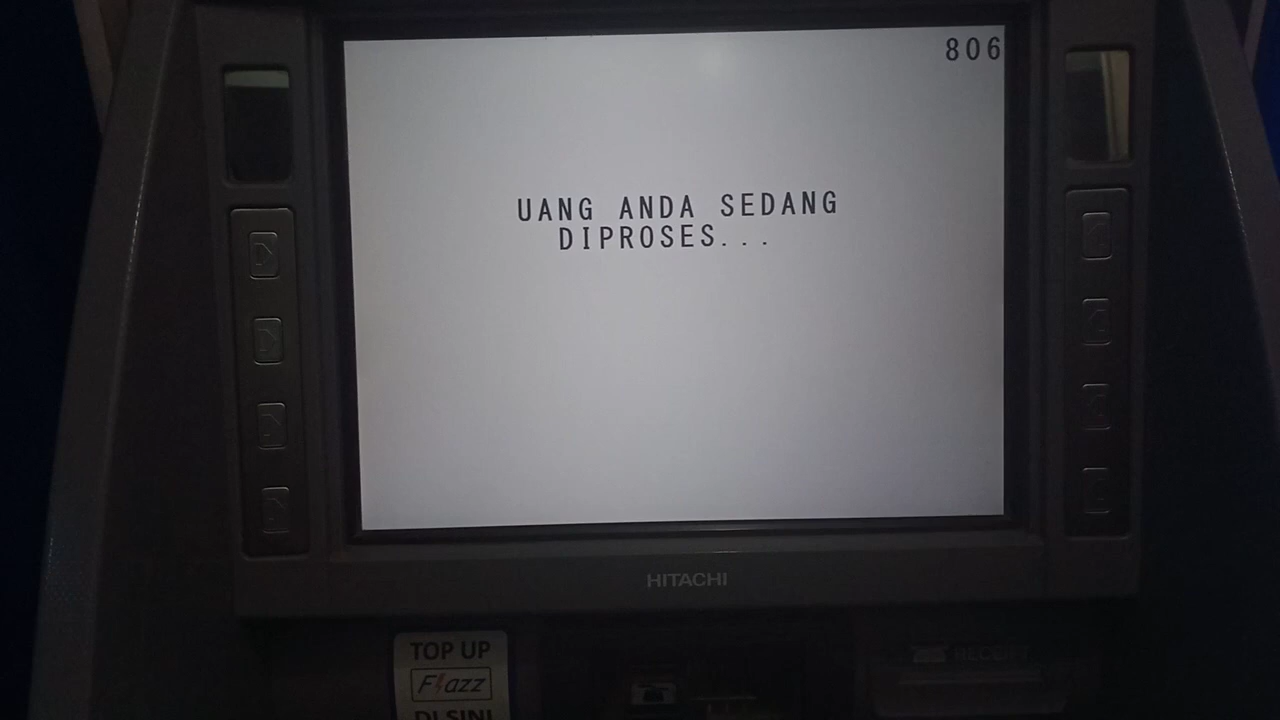 806
UANG ANDA SEDANG
DIPROSES...
HITACHI
TOP UP
Flazz
DI SINI
RECEIPT